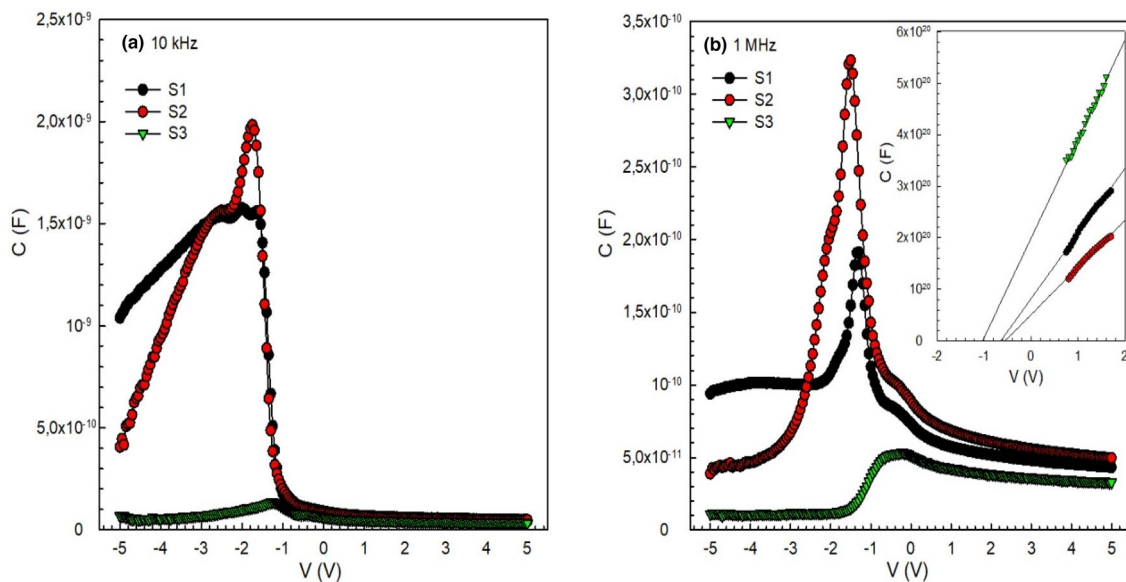 (a) 10 kHz
S1
S2
S3
2,5x10-9
2,0x10-9
1,5x10-9
10-9
5,0x10-10
0
C (F)
-5 -4 -3 -2 -1 0 1 2 3 4 5
V (V)
(b) 1 MHz
S1
S2
S3
3,5x10-10
3,0x10-10
2,5x10-10
2,0x10-10
1,5x10-10
10-10
5,0x10-11
0
C (F)
-5 -4 -3 -2 -1 0 1 2 3 4 5
V (V)
6x1020
5x1020
4x1020
3x1020
2x1020
1020
0
C (F)
-2 -1 0 1 2
V (V)